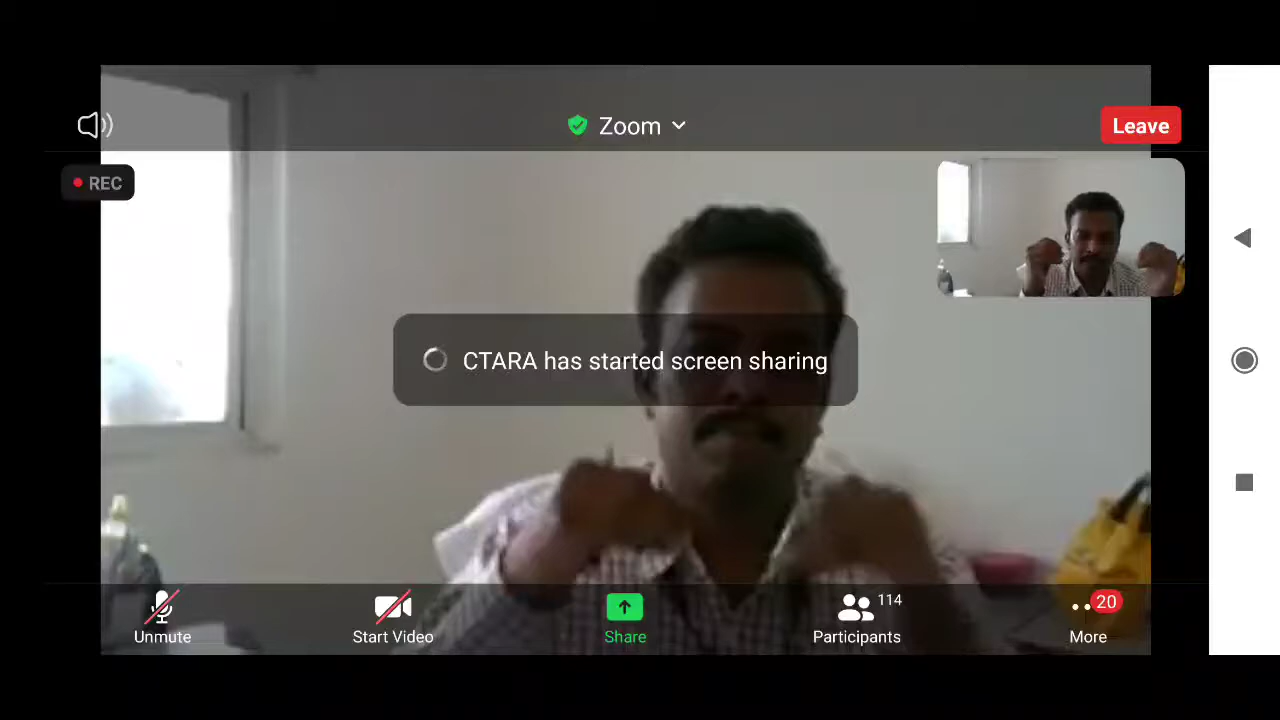 Zoom
Leave
REC
CTARA has started screen sharing
Unmute
Start Video
Share
114
Participants
20
More